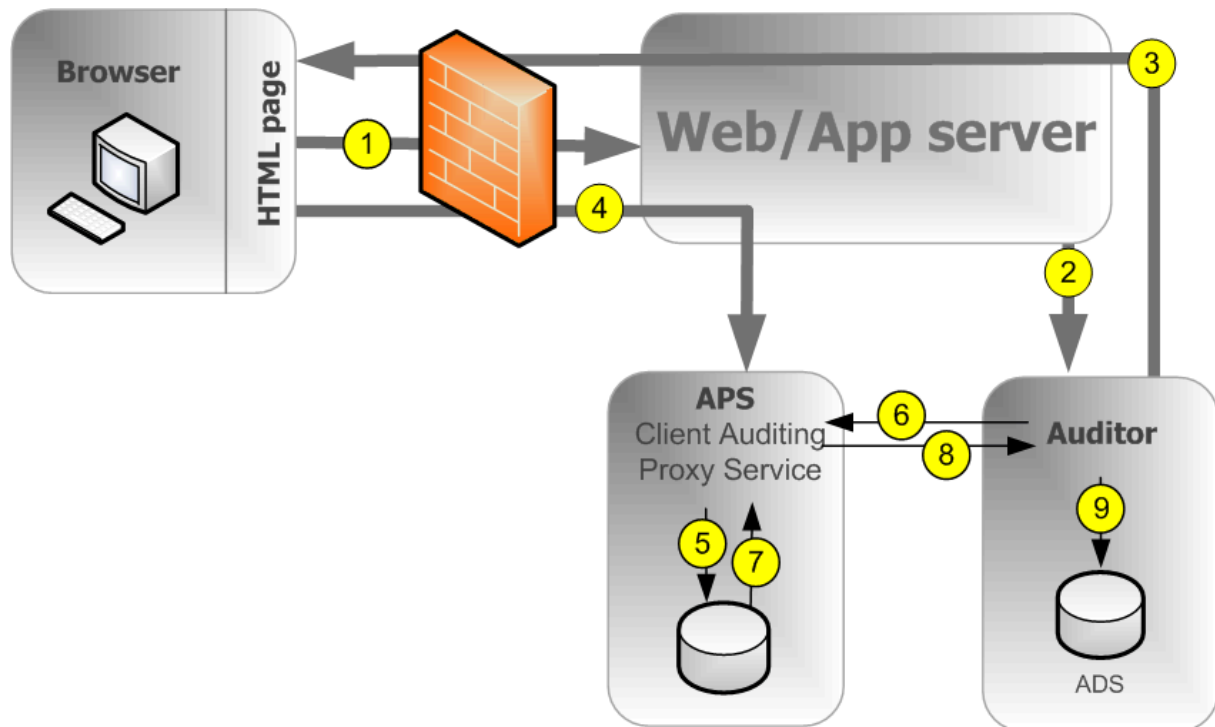 Browser
HTML page
Web/App server
1
2
3
4
APS
Client Auditing
Proxy Service
Auditor
6
8
5
7
9
ADS